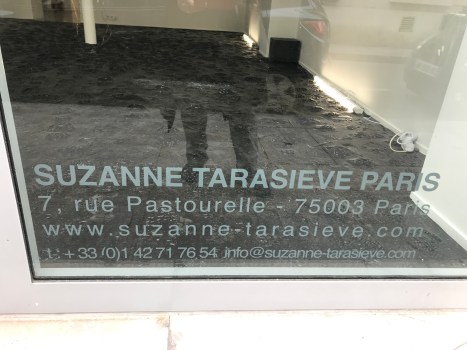 SUZANNE TARASIEVE PARIS
7, rue Pastourelle - 75003 Paris
www.suzanne-tarasieve.com
t: +33 (0)1 42 71 76 54 info@suzanne-tarasieve.com